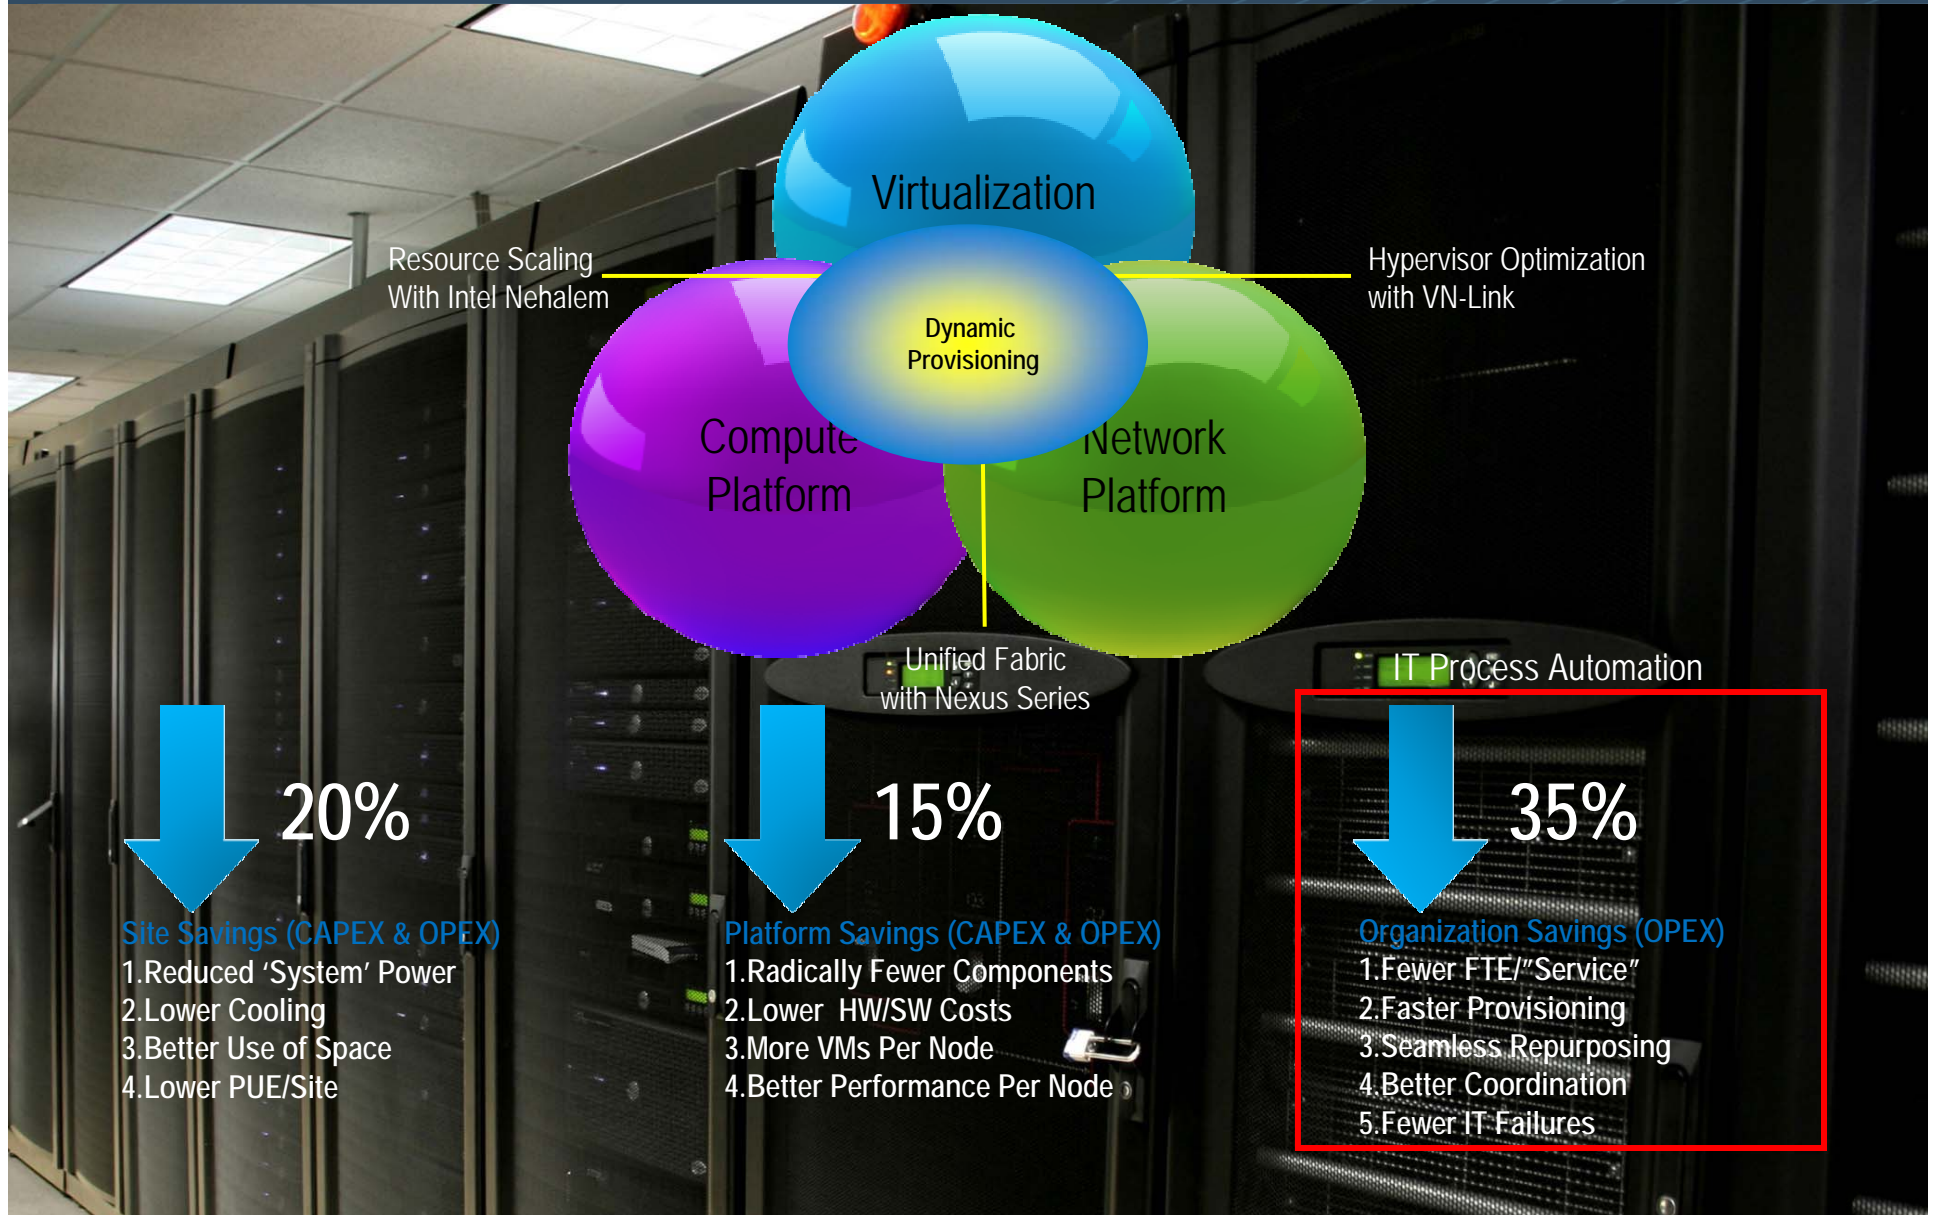 Virtualization
Resource Scaling
With Intel Nehalem
Hypervisor Optimization
with VN-Link
Dynamic
Provisioning
Compute
Platform
Network
Platform
Unified Fabric
with Nexus Series
IT Process Automation
20%
15%
35%
Site Savings (CAPEX & OPEX)
1.Reduced ‘System’ Power
2.Lower Cooling
3.Better Use of Space
4.Lower PUE/Site
Platform Savings (CAPEX & OPEX)
1.Radically Fewer Components
2.Lower  HW/SW Costs
3.More VMs Per Node
4.Better Performance Per Node
Organization Savings (OPEX)
1.Fewer FTE/”Service”
2.Faster Provisioning
3.Seamless Repurposing
4.Better Coordination
5.Fewer IT Failures